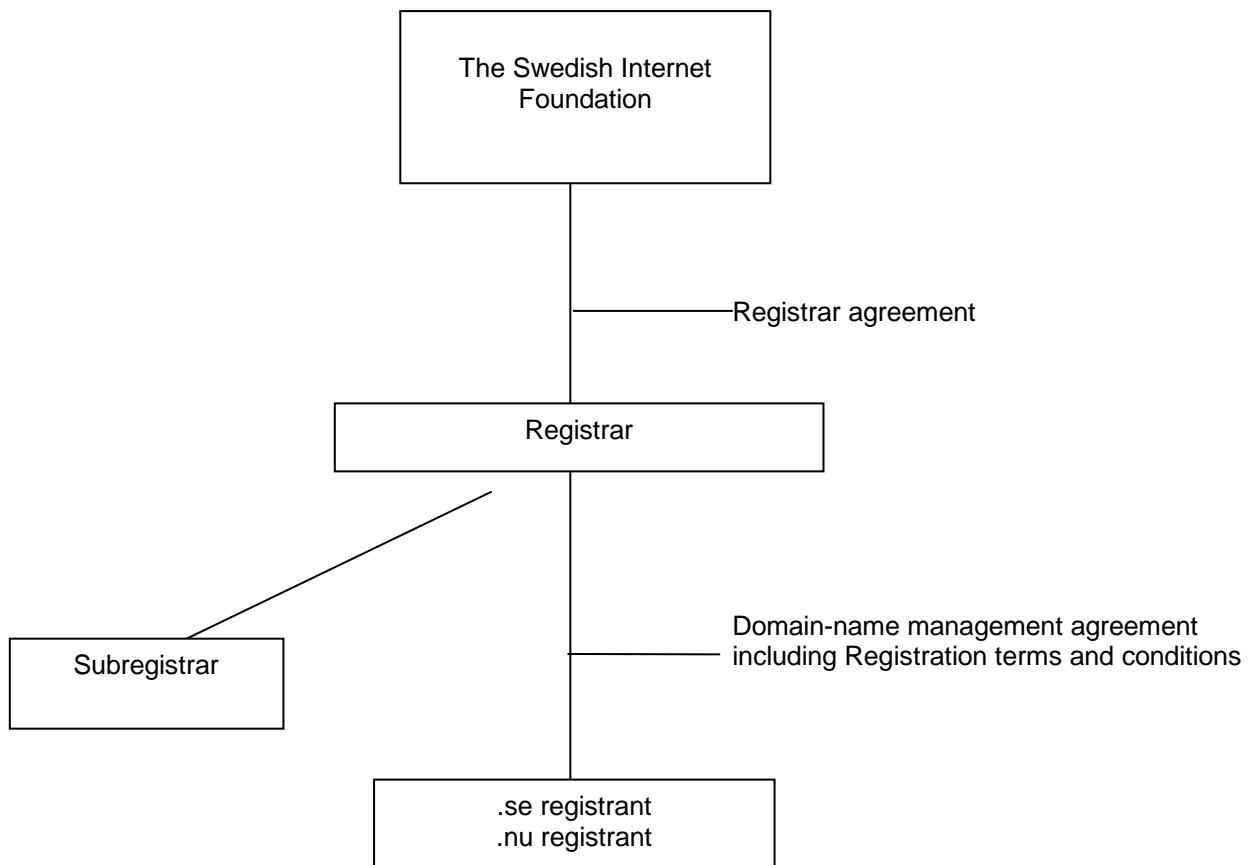 The Swedish Internet
Foundation
Registrar agreement
Registrar
Domain-name management agreement
including Registration terms and conditions
Subregistrar
.se registrant
.nu registrant